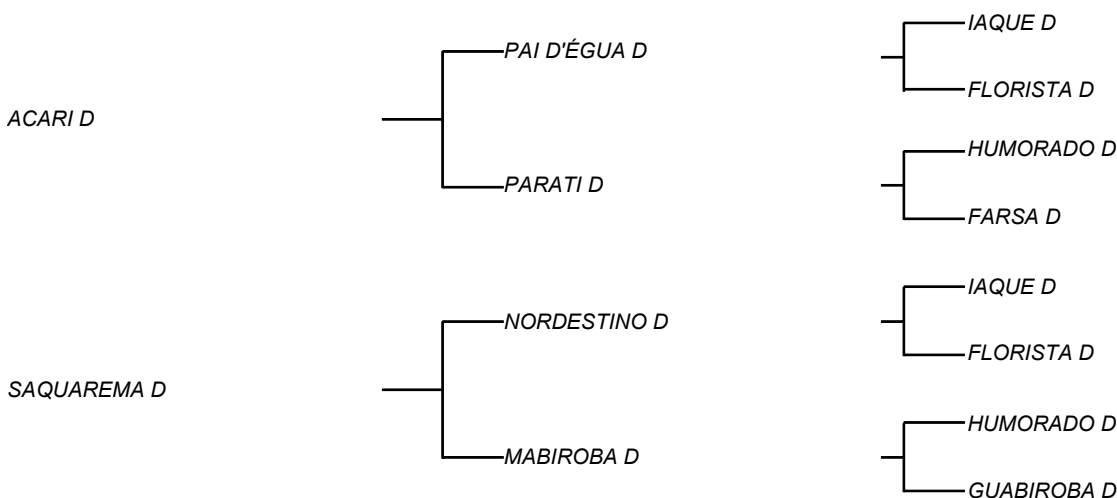 IAQUE D
PAI D'ÉGUA D
FLORISTA D
ACARI D
HUMORADO D
PARATI D
FARSA D
IAQUE D
NORDESTINO D
FLORISTA D
SAQUAREMA D
HUMORADO D
MABIROBA D
GUABIROBA D